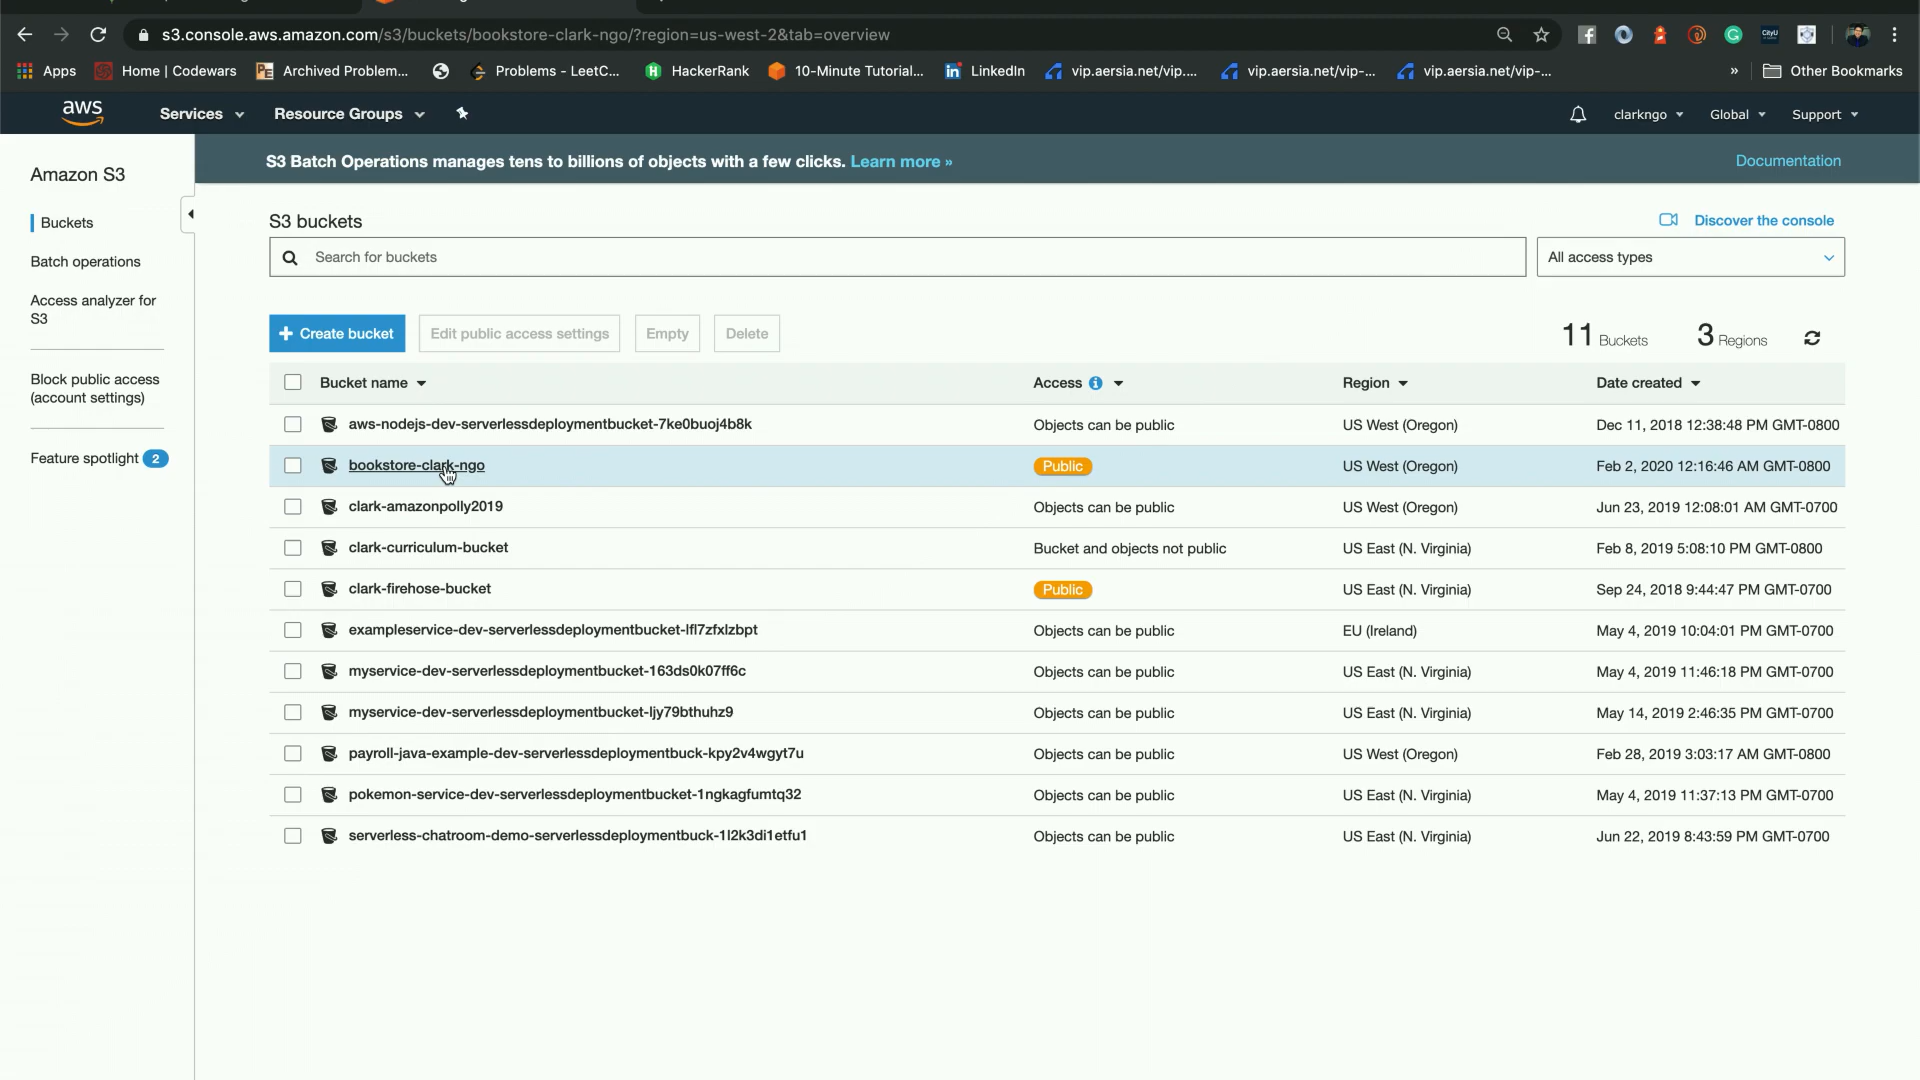 s3.console.aws.amazon.com/s3/buckets/bookstore-clark-ngo/?region=us-west-2&tab=overview
Apps
Home | Codewars
Archived Problem...
Problems - LeetC...
HackerRank
10-Minute Tutorial...
LinkedIn
vip.aersia.net/vip....
vip.aersia.net/vip-...
vip.aersia.net/vip-...
»
Other Bookmarks
aws
Services
Resource Groups
clarkngo
Global
Support
Amazon S3
Buckets
Batch operations
Access analyzer for
S3
Block public access
(account settings)
Feature spotlight 2
S3 Batch Operations manages tens to billions of objects with a few clicks. Learn more »
Documentation
S3 buckets
Discover the console
Search for buckets
All access types
+ Create bucket
Edit public access settings
Empty
Delete
11 Buckets
3 Regions
Bucket name Access Region Date created
aws-nodejs-dev-serverlessdeploymentbucket-7ke0buoj4b8k Objects can be public US West (Oregon) Dec 11, 2018 12:38:48 PM GMT-0800
bookstore-clark-ngo Public US West (Oregon) Feb 2, 2020 12:16:46 AM GMT-0800
clark-amazonpolly2019 Objects can be public US West (Oregon) Jun 23, 2019 12:08:01 AM GMT-0700
clark-curriculum-bucket Bucket and objects not public US East (N. Virginia) Feb 8, 2019 5:08:10 PM GMT-0800
clark-firehose-bucket Public US East (N. Virginia) Sep 24, 2018 9:44:47 PM GMT-0700
exampleservice-dev-serverlessdeploymentbucket-lfl7zfxlzbpt Objects can be public EU (Ireland) May 4, 2019 10:04:01 PM GMT-0700
myservice-dev-serverlessdeploymentbucket-163ds0k07ff6c Objects can be public US East (N. Virginia) May 4, 2019 11:46:18 PM GMT-0700
myservice-dev-serverlessdeploymentbucket-ljy79bthuhz9 Objects can be public US East (N. Virginia) May 14, 2019 2:46:35 PM GMT-0700
payroll-java-example-dev-serverlessdeploymentbuck-kpy2v4wgyt7u Objects can be public US West (Oregon) Feb 28, 2019 3:03:17 AM GMT-0800
pokemon-service-dev-serverlessdeploymentbucket-1ngkagfumtq32 Objects can be public US East (N. Virginia) May 4, 2019 11:37:13 PM GMT-0700
serverless-chatroom-demo-serverlessdeploymentbuck-1l2k3di1etfu1 Objects can be public US East (N. Virginia) Jun 22, 2019 8:43:59 PM GMT-0700